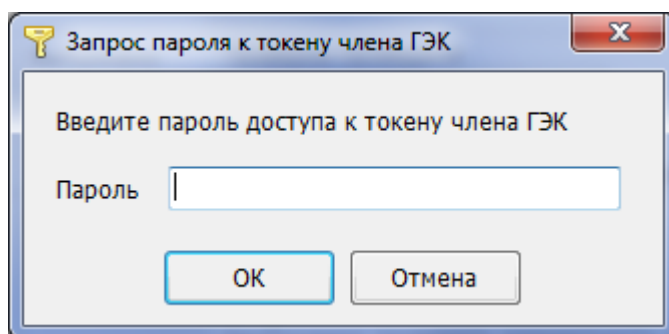 Запрос пароля к токену члена ГЭК
Введите пароль доступа к токену члена ГЭК
Пароль
ОК Отмена